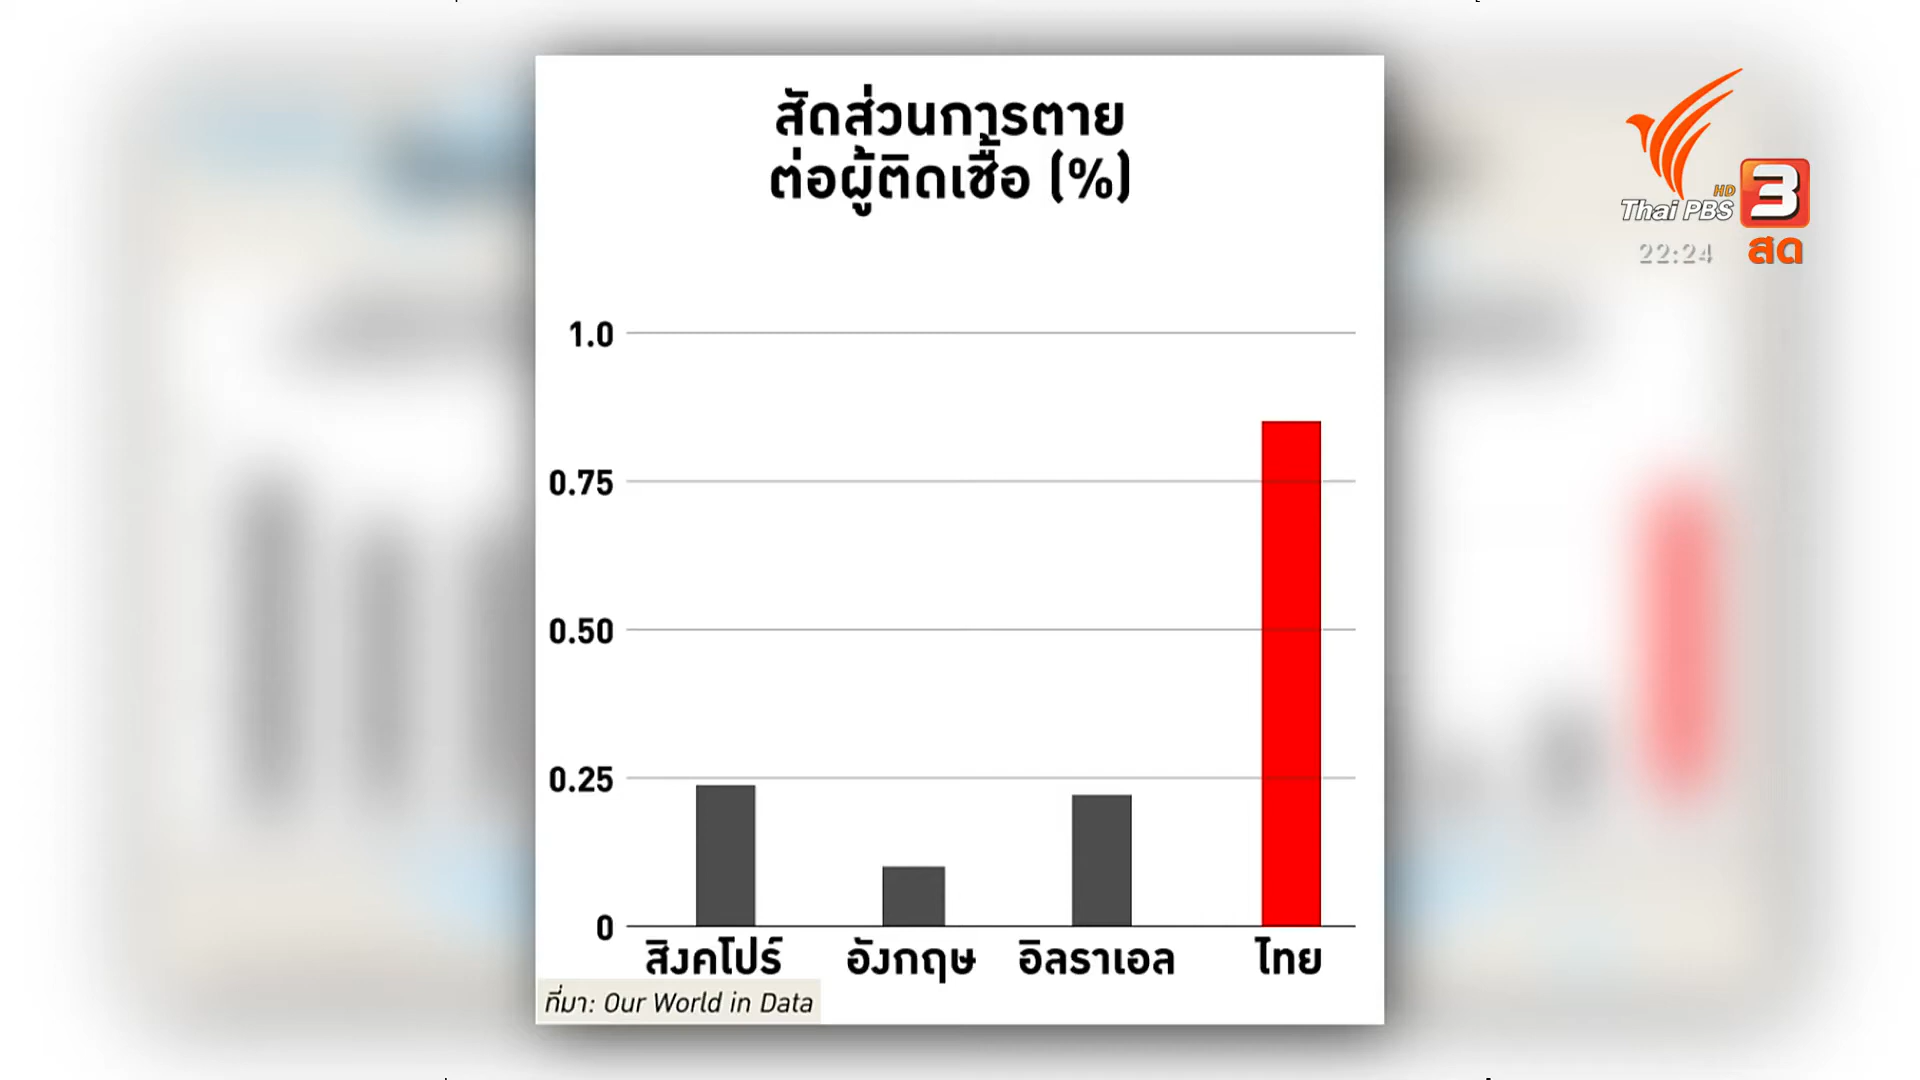 สัดส่วนการตาย
ต่อผู้ติดเชื้อ (%)
HD
Thai PBS 3
22:24 สด
1.0
0.75
0.50
0.25
0
สิงคโปร์ อังกฤษ อิสราเอล ไทย
ที่มา: Our World in Data